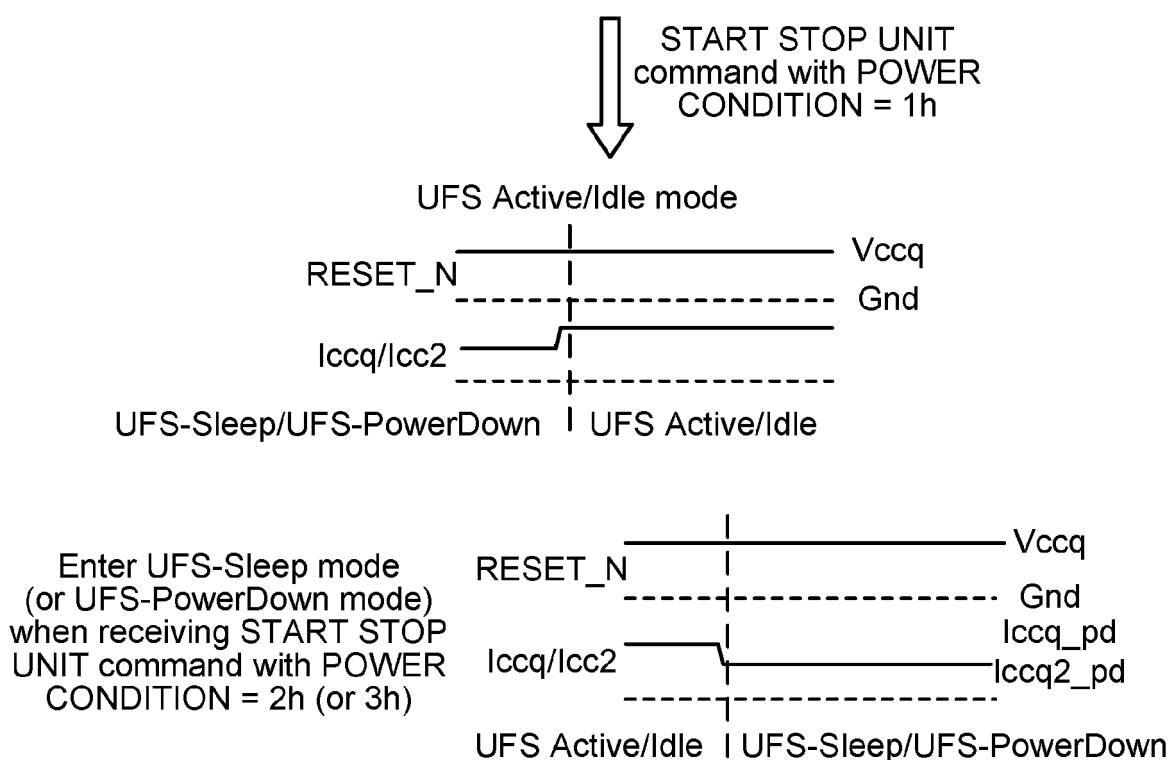 START STOP UNIT
command with POWER
CONDITION = 1h
UFS Active/Idle mode
RESET_N
Vccq
Gnd
Iccq/Icc2
UFS-Sleep/UFS-PowerDown
UFS Active/Idle
Enter UFS-Sleep mode
(or UFS-PowerDown mode)
when receiving START STOP
UNIT command with POWER
CONDITION = 2h (or 3h)
RESET_N
Vccq
Gnd
Iccq/Icc2
Iccq_pd
Iccq2_pd
UFS Active/Idle
UFS-Sleep/UFS-PowerDown